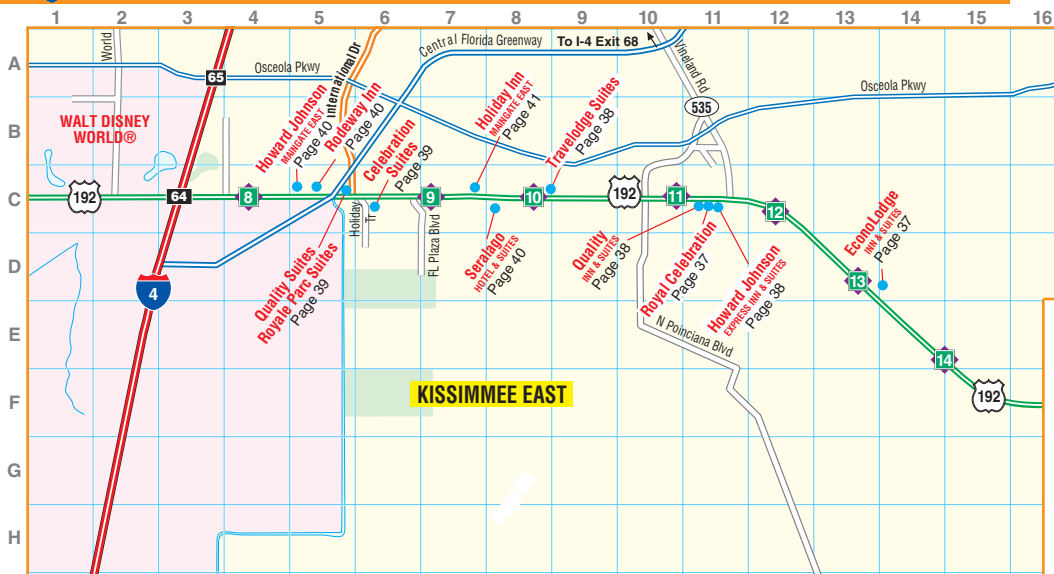 1 2 3 4 5 6 7 8 9 10 11 12 13 14 15 16
A
B
C
D
E
F
G
H
World
65
Osceola Pkwy
International Dr
Central Florida Greenway
To I-4 Exit 68
Vineland Rd
535
Osceola Pkwy
WALT DISNEY
WORLD®
Howard Johnson
MAINGATE EAST
Page 40
Rodeway Inn
Page 40
Celebration
Suites
Page 39
Holiday Inn
MAINGATE EAST
Page 41
Travelodge Suites
Page 38
192
64
8
9
10
192
11
12
13
14
192
4
Holiday
Tr
FL Plaza Blvd
Quality Suites
Royale Parc Suites
Page 39
Seralago
HOTEL & SUITES
Page 40
Quality
INN & SUITES
Page 38
Royal Celebration
Page 37
Howard Johnson
EXPRESS INN & SUITES
Page 38
EconoLodge
INN & SUITES
Page 37
N Poinciana Blvd
KISSIMMEE EAST